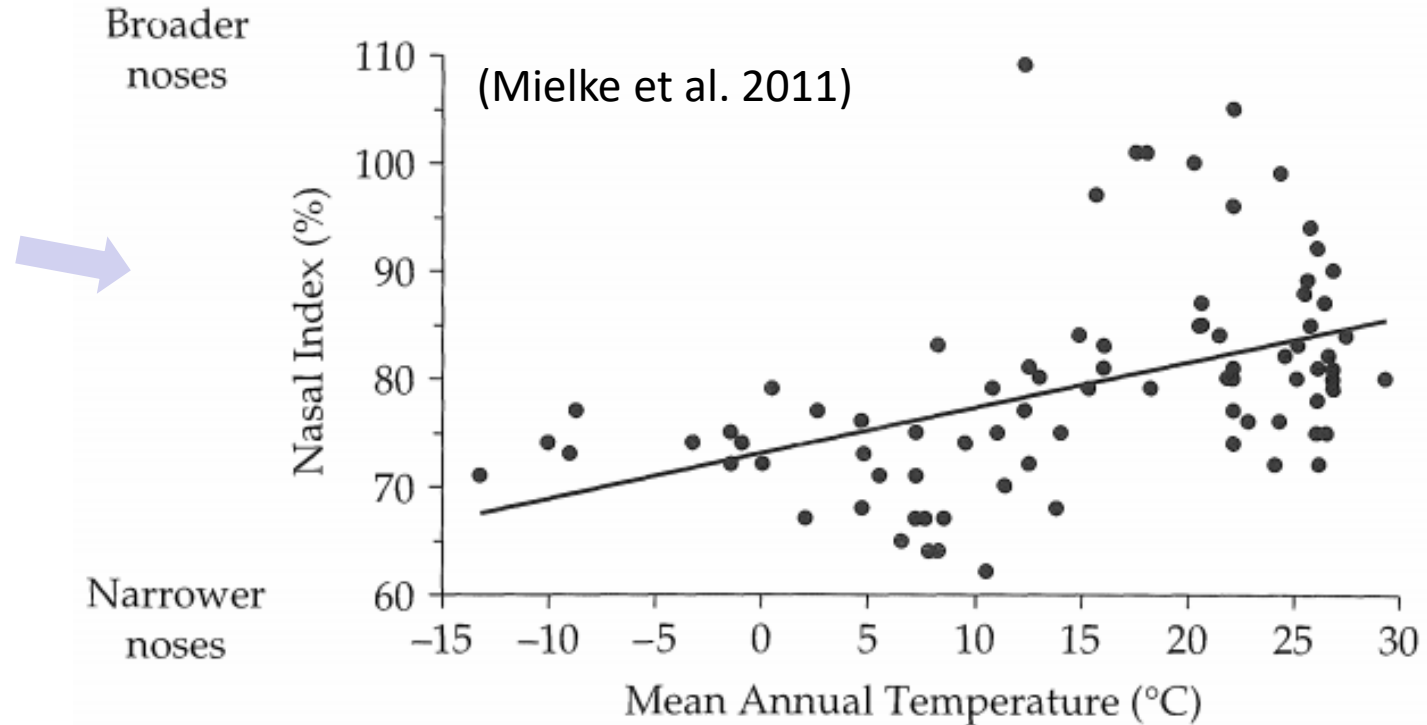 Broader
noses
(Mielke et al. 2011)
110
100
90
80
70
60
Nasal Index (%)
Narrower
noses
–15 –10 –5 0 5 10 15 20 25 30
Mean Annual Temperature (°C)